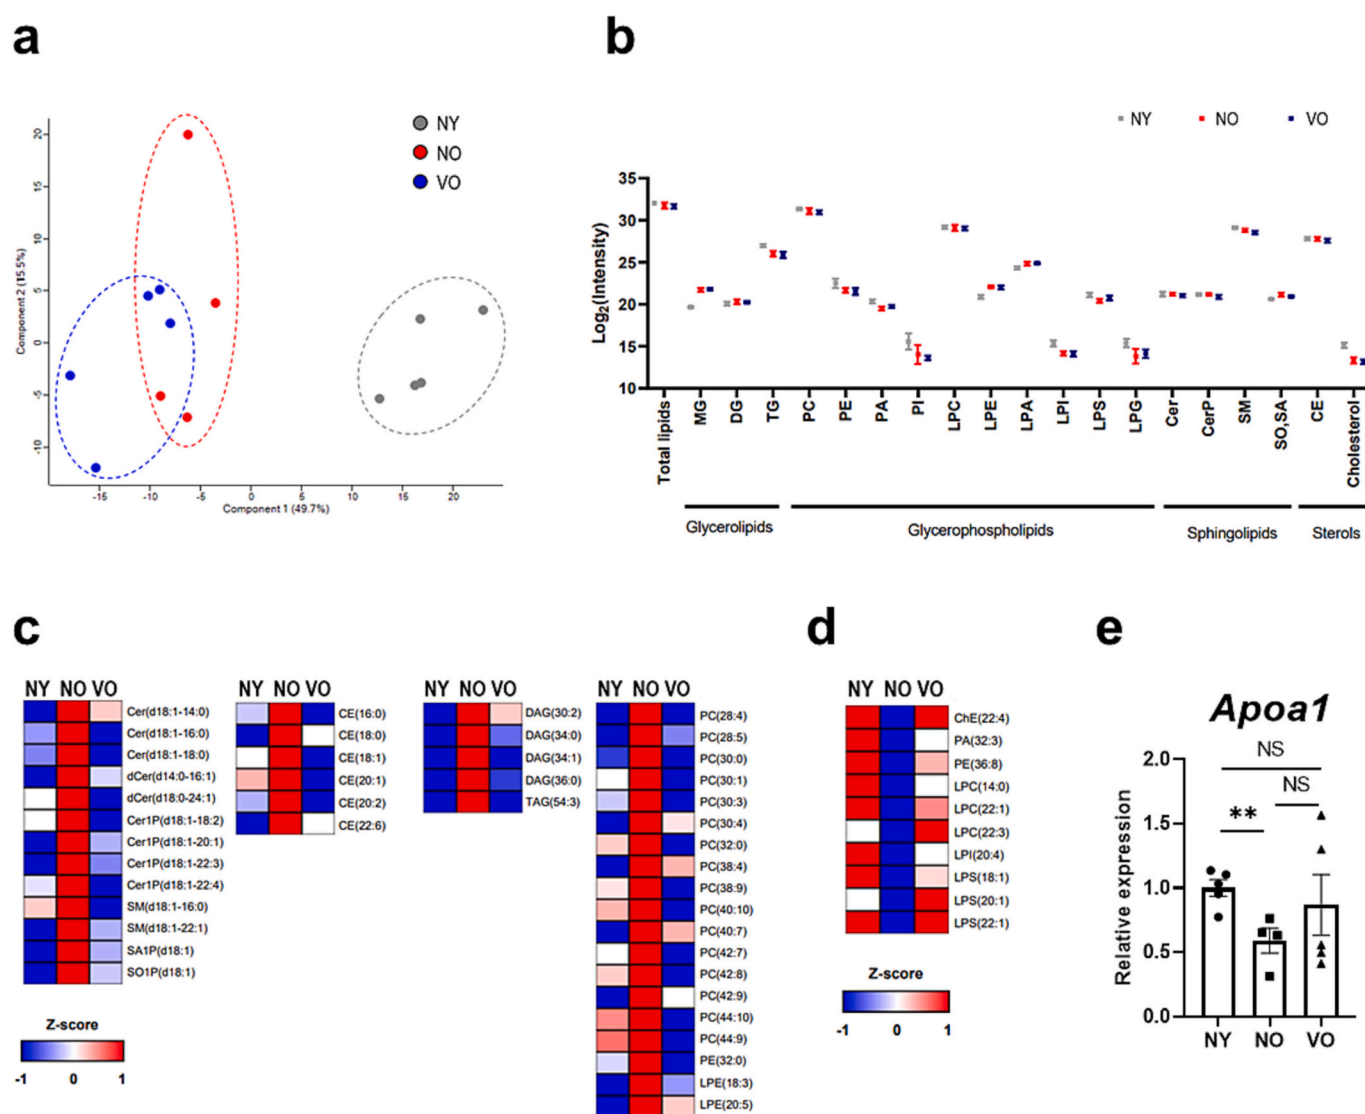 a
NY
NO
VO
Component 2 (15.5%)
20
15
10
5
0
-5
-10
-15
-10
-5
0
5
10
15
20
Component 1 (49.7%)
b
NY
NO
VO
Log2(Intensity)
35
30
25
20
15
10
Total lipids
MG
DG
TG
PC
PE
PA
PI
LPC
LPE
LPA
LPI
LPS
LPG
Cer
CerP
SM
SO,SA
CE
Cholesterol
Glycerolipids
Glycerophospholipids
Sphingolipids
Sterols
c
NY NO VO
Cer(d18:1-14:0)
Cer(d18:1-16:0)
Cer(d18:1-18:0)
dCer(d14:0-16:1)
dCer(d18:0-24:1)
Cer1P(d18:1-18:2)
Cer1P(d18:1-20:1)
Cer1P(d18:1-22:3)
Cer1P(d18:1-22:4)
SM(d18:1-16:0)
SM(d18:1-22:1)
SA1P(d18:1)
SO1P(d18:1)
Z-score
-1 0 1
NY NO VO
CE(16:0)
CE(18:0)
CE(18:1)
CE(20:1)
CE(20:2)
CE(22:6)
NY NO VO
DAG(30:2)
DAG(34:0)
DAG(34:1)
DAG(36:0)
TAG(54:3)
NY NO VO
PC(28:4)
PC(28:5)
PC(30:0)
PC(30:1)
PC(30:3)
PC(30:4)
PC(32:0)
PC(38:4)
PC(38:9)
PC(40:10)
PC(40:7)
PC(42:7)
PC(42:8)
PC(42:9)
PC(44:10)
PC(44:9)
PE(32:0)
LPE(18:3)
LPE(20:5)
d
NY NO VO
ChE(22:4)
PA(32:3)
PE(36:8)
LPC(14:0)
LPC(22:1)
LPC(22:3)
LPI(20:4)
LPS(18:1)
LPS(20:1)
LPS(22:1)
Z-score
-1 0 1
e
Apoa1
NS
NS
**
Relative expression
2.0
1.5
1.0
0.5
0.0
NY NO VO